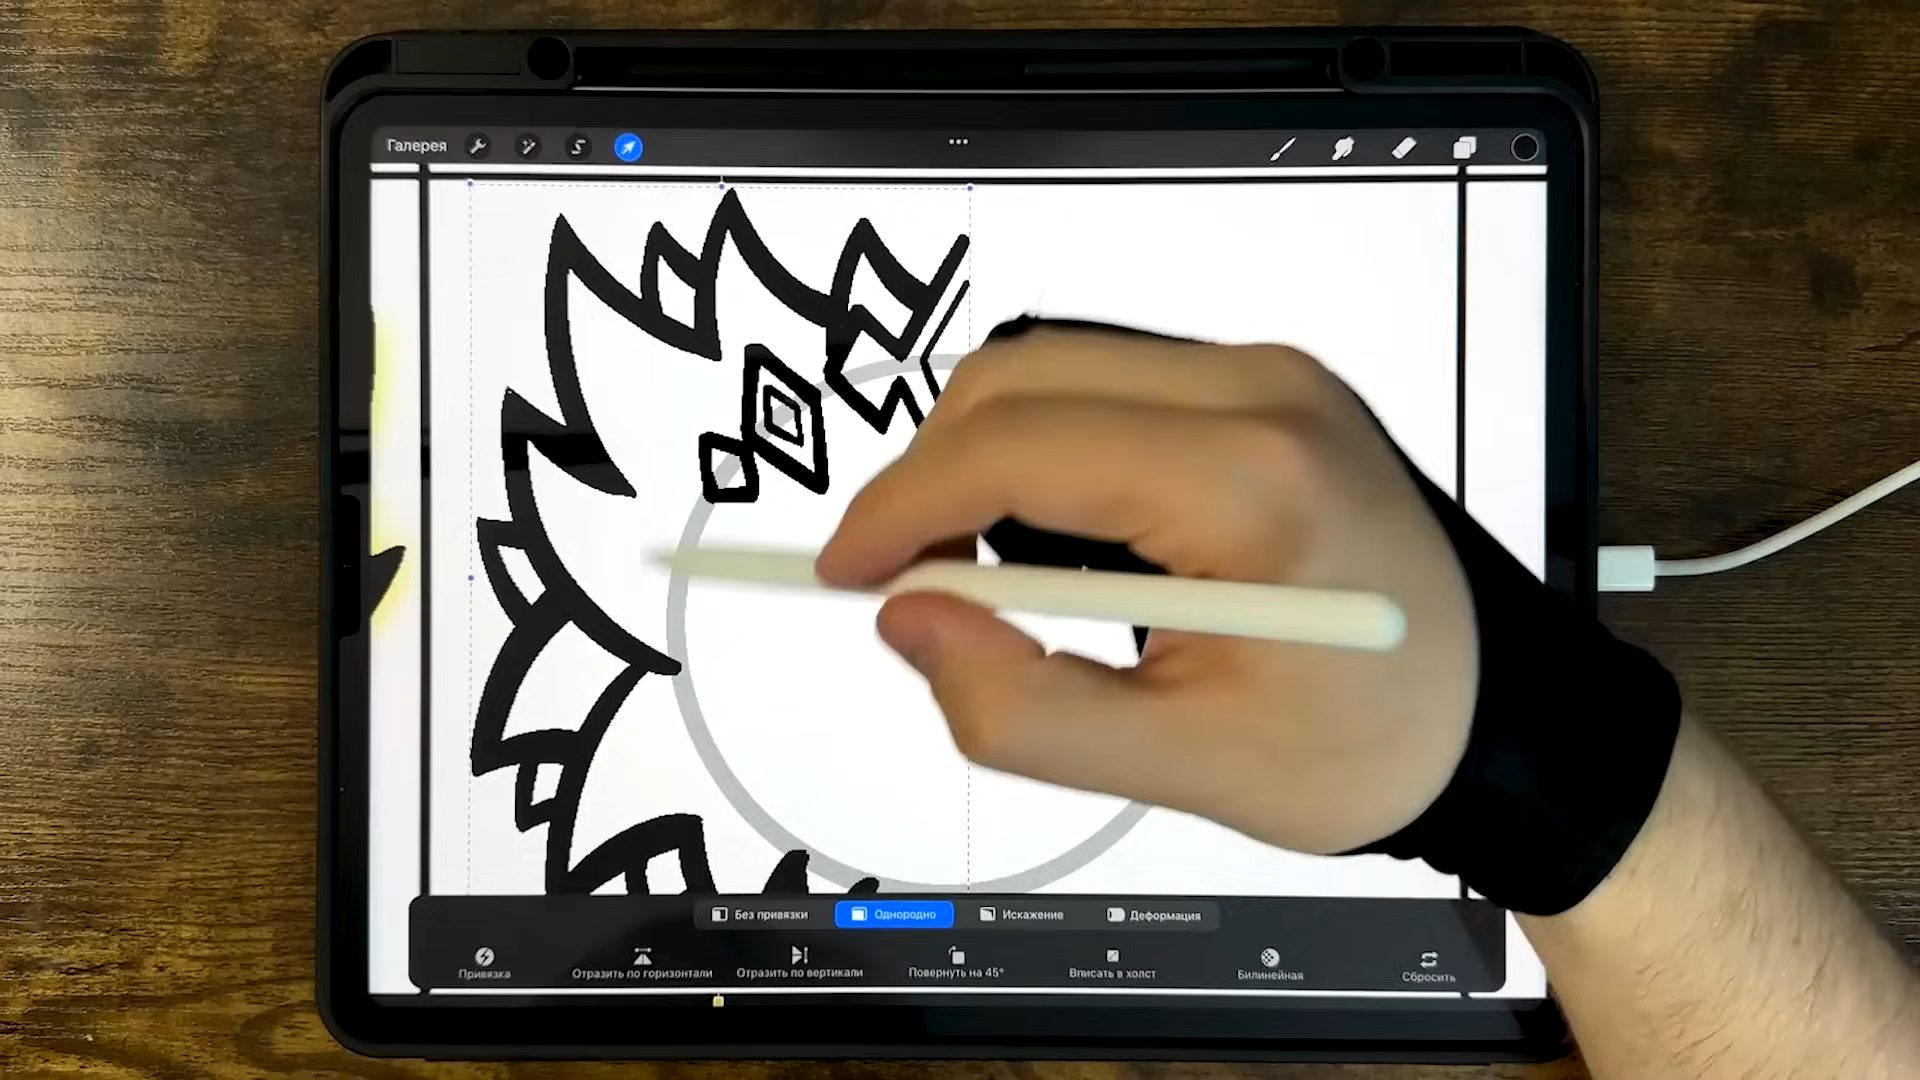 Галерея
Без привязки Однородно Искажение Деформация
Привязка Отразить по горизонтали Отразить по вертикали Повернуть на 45° Вписать в холст Билинейная Сбросить